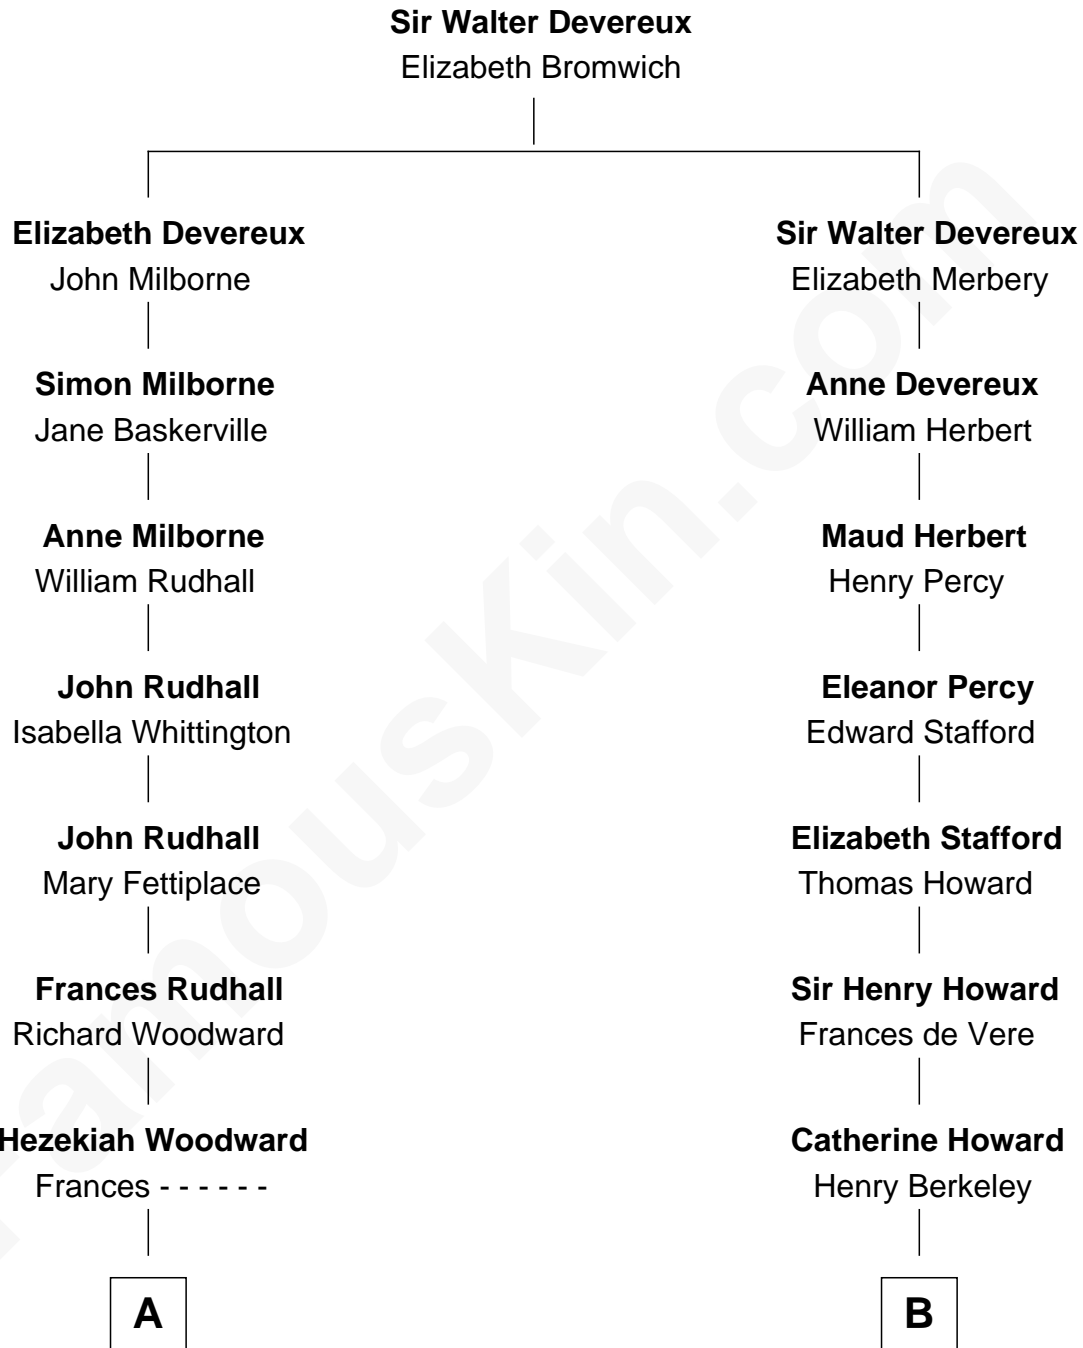 Sir Walter Devereux
Elizabeth Bromwich
Elizabeth Devereux
John Milborne
Sir Walter Devereux
Elizabeth Merbery
Simon Milborne
Jane Baskerville
Anne Devereux
William Herbert
Anne Milborne
William Rudhall
Maud Herbert
Henry Percy
John Rudhall
Isabella Whittington
Eleanor Percy
Edward Stafford
John Rudhall
Mary Fettiplace
Elizabeth Stafford
Thomas Howard
Frances Rudhall
Richard Woodward
Sir Henry Howard
Frances de Vere
Hezekiah Woodward
Frances - - - - - -
Catherine Howard
Henry Berkeley
A
B
FamousKin.com